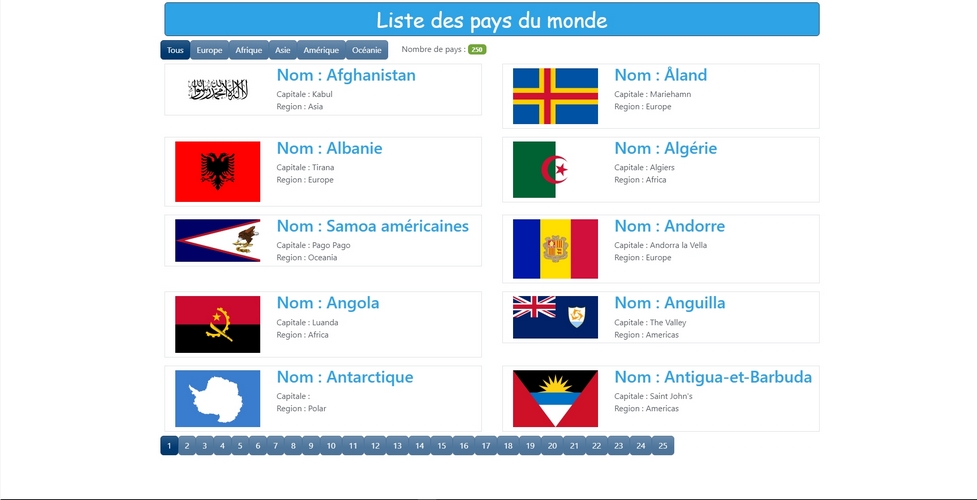 Liste des pays du monde
Tous Europe Afrique Asie Amérique Océanie Nombre de pays : 250
Nom : Afghanistan
Capitale : Kabul
Region : Asia
Nom : Åland
Capitale : Mariehamn
Region : Europe
Nom : Albanie
Capitale : Tirana
Region : Europe
Nom : Algérie
Capitale : Algiers
Region : Africa
Nom : Samoa américaines
Capitale : Pago Pago
Region : Oceania
Nom : Andorre
Capitale : Andorra la Vella
Region : Europe
Nom : Angola
Capitale : Luanda
Region : Africa
Nom : Anguilla
Capitale : The Valley
Region : Americas
Nom : Antarctique
Capitale :
Region : Polar
Nom : Antigua-et-Barbuda
Capitale : Saint John's
Region : Americas
1 2 3 4 5 6 7 8 9 10 11 12 13 14 15 16 17 18 19 20 21 22 23 24 25